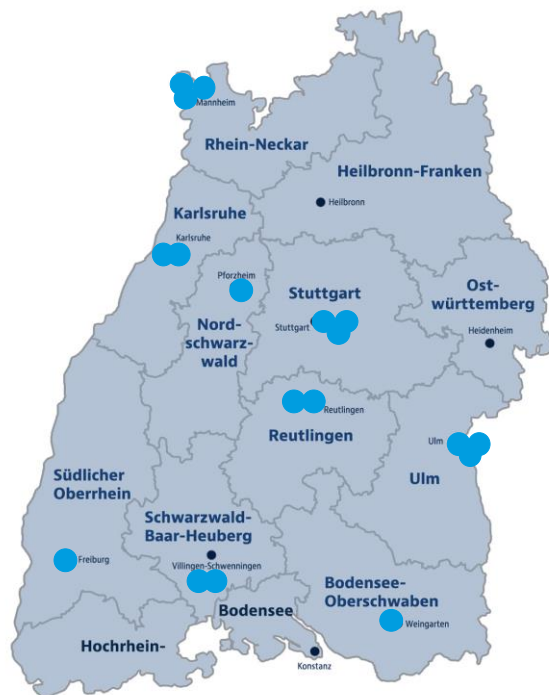 Mannheim
Rhein-Neckar
Heilbronn-Franken
Heilbronn
Karlsruhe
Karlsruhe
Pforzheim
Nord-
schwarz-
wald
Stuttgart
Stuttgart
Ost-
württemberg
Heidenheim
Reutlingen
Reutlingen
Ulm
Ulm
Südlicher
Oberrhein
Freiburg
Schwarzwald-
Baar-Heuberg
Villingen-Schwenningen
Bodensee-
Oberschwaben
Weingarten
Bodensee
Hochrhein-
Konstanz